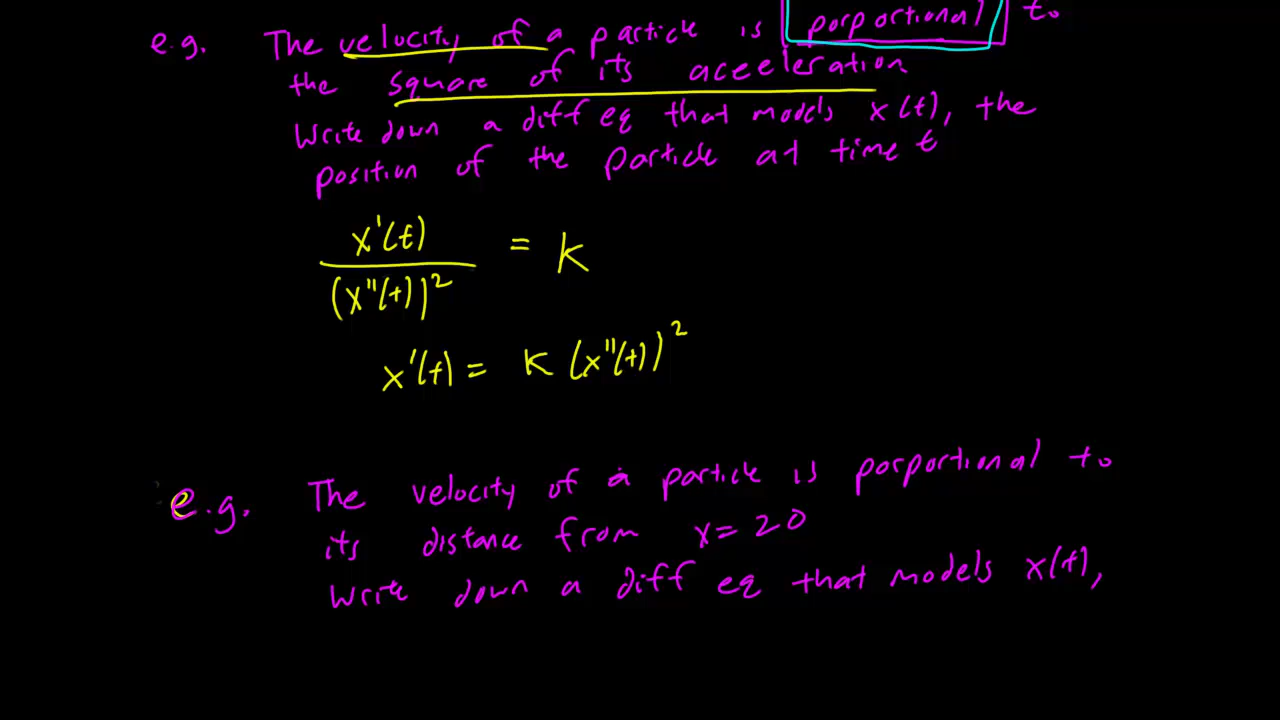 e.g. The velocity of a particle is porportional to
the square of its aceeleration
Write down a diff eq that models x(t), the
position of the particle at time t
x'(t)
———— = K
(x''(t))²
x'(t) = K (x''(t))²
e.g. The velocity of a particle is porportional to
its distance from x=20
Write down a diff eq that models x(t),